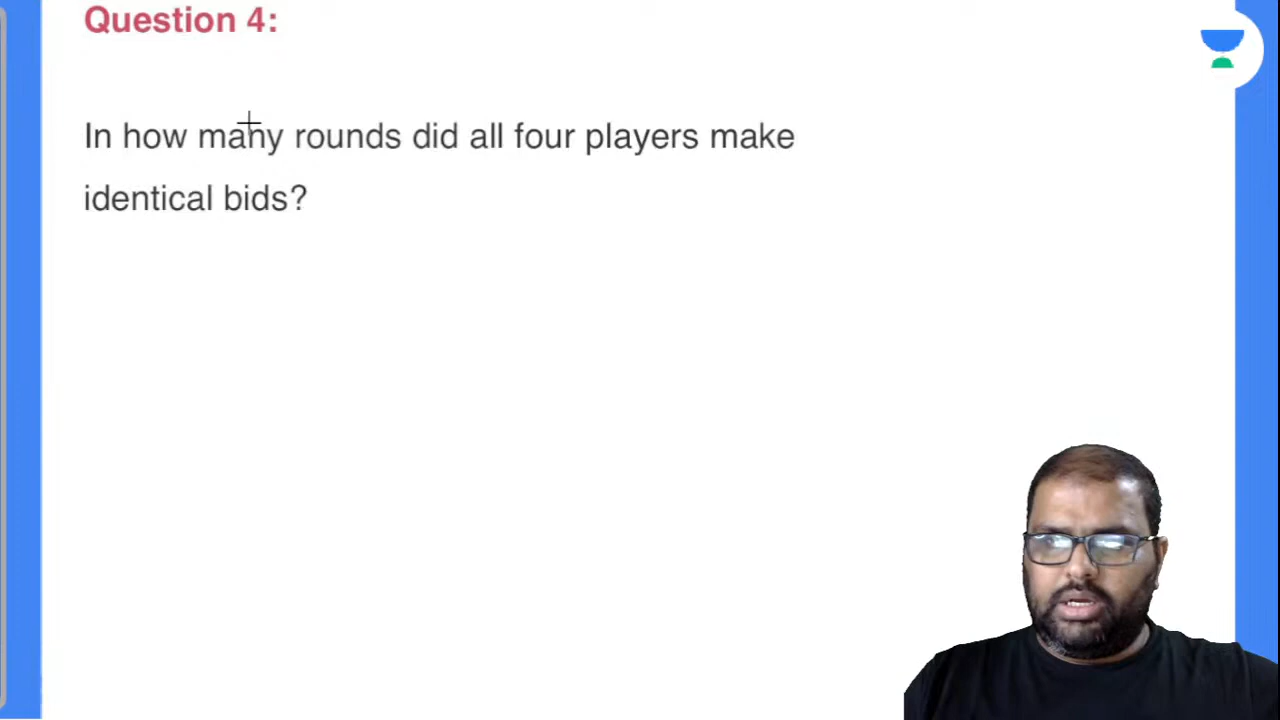 Question 4:
In how many rounds did all four players make
identical bids?